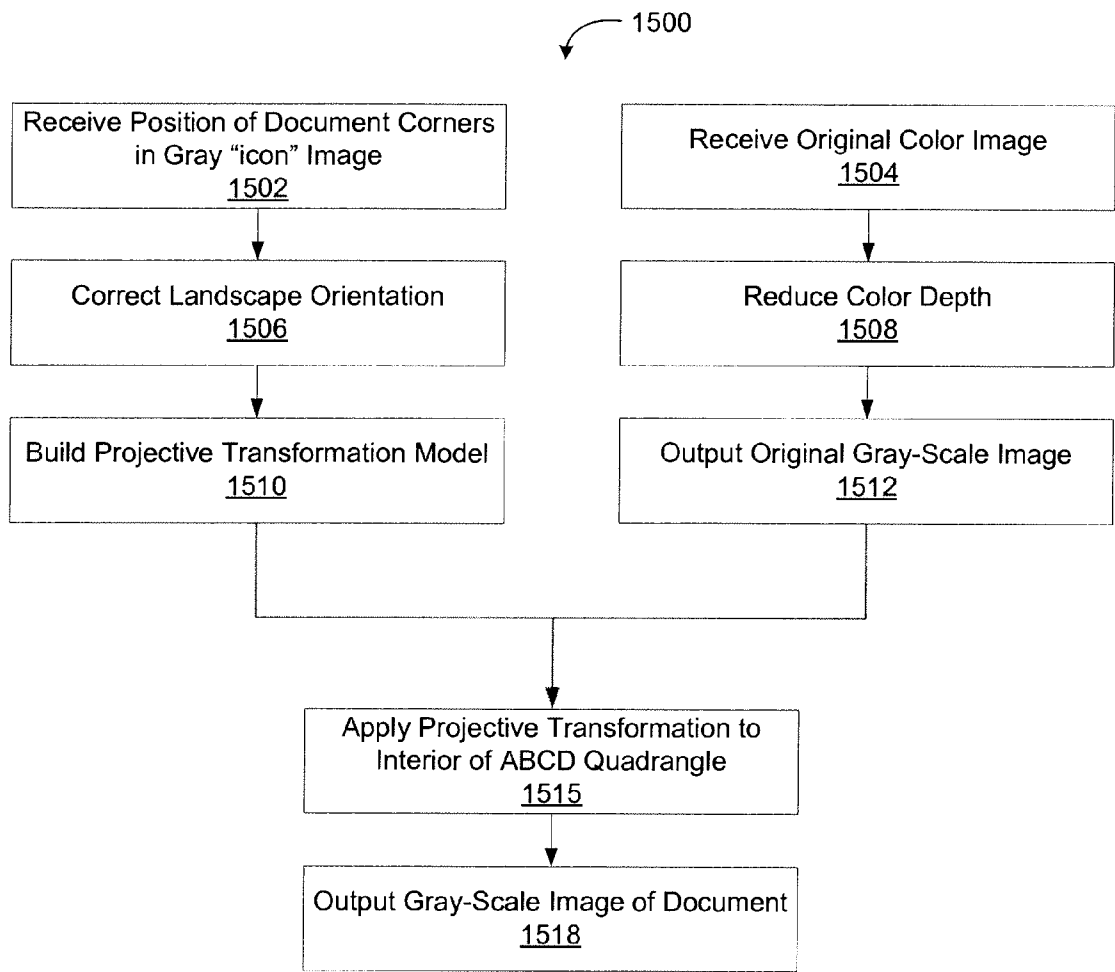 1500
Receive Position of Document Corners
in Gray “icon” Image
1502
Receive Original Color Image
1504
Correct Landscape Orientation
1506
Reduce Color Depth
1508
Build Projective Transformation Model
1510
Output Original Gray-Scale Image
1512
Apply Projective Transformation to
Interior of ABCD Quadrangle
1515
Output Gray-Scale Image of Document
1518